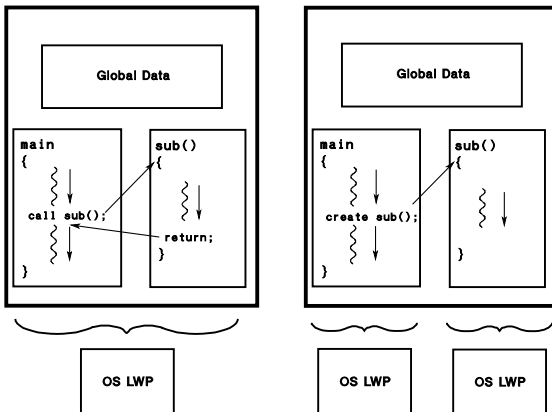 Global Data
main
{
call sub();
}
sub()
{
return;
}
OS LWP
Global Data
main
{
create sub();
}
sub()
{
}
OS LWP
OS LWP